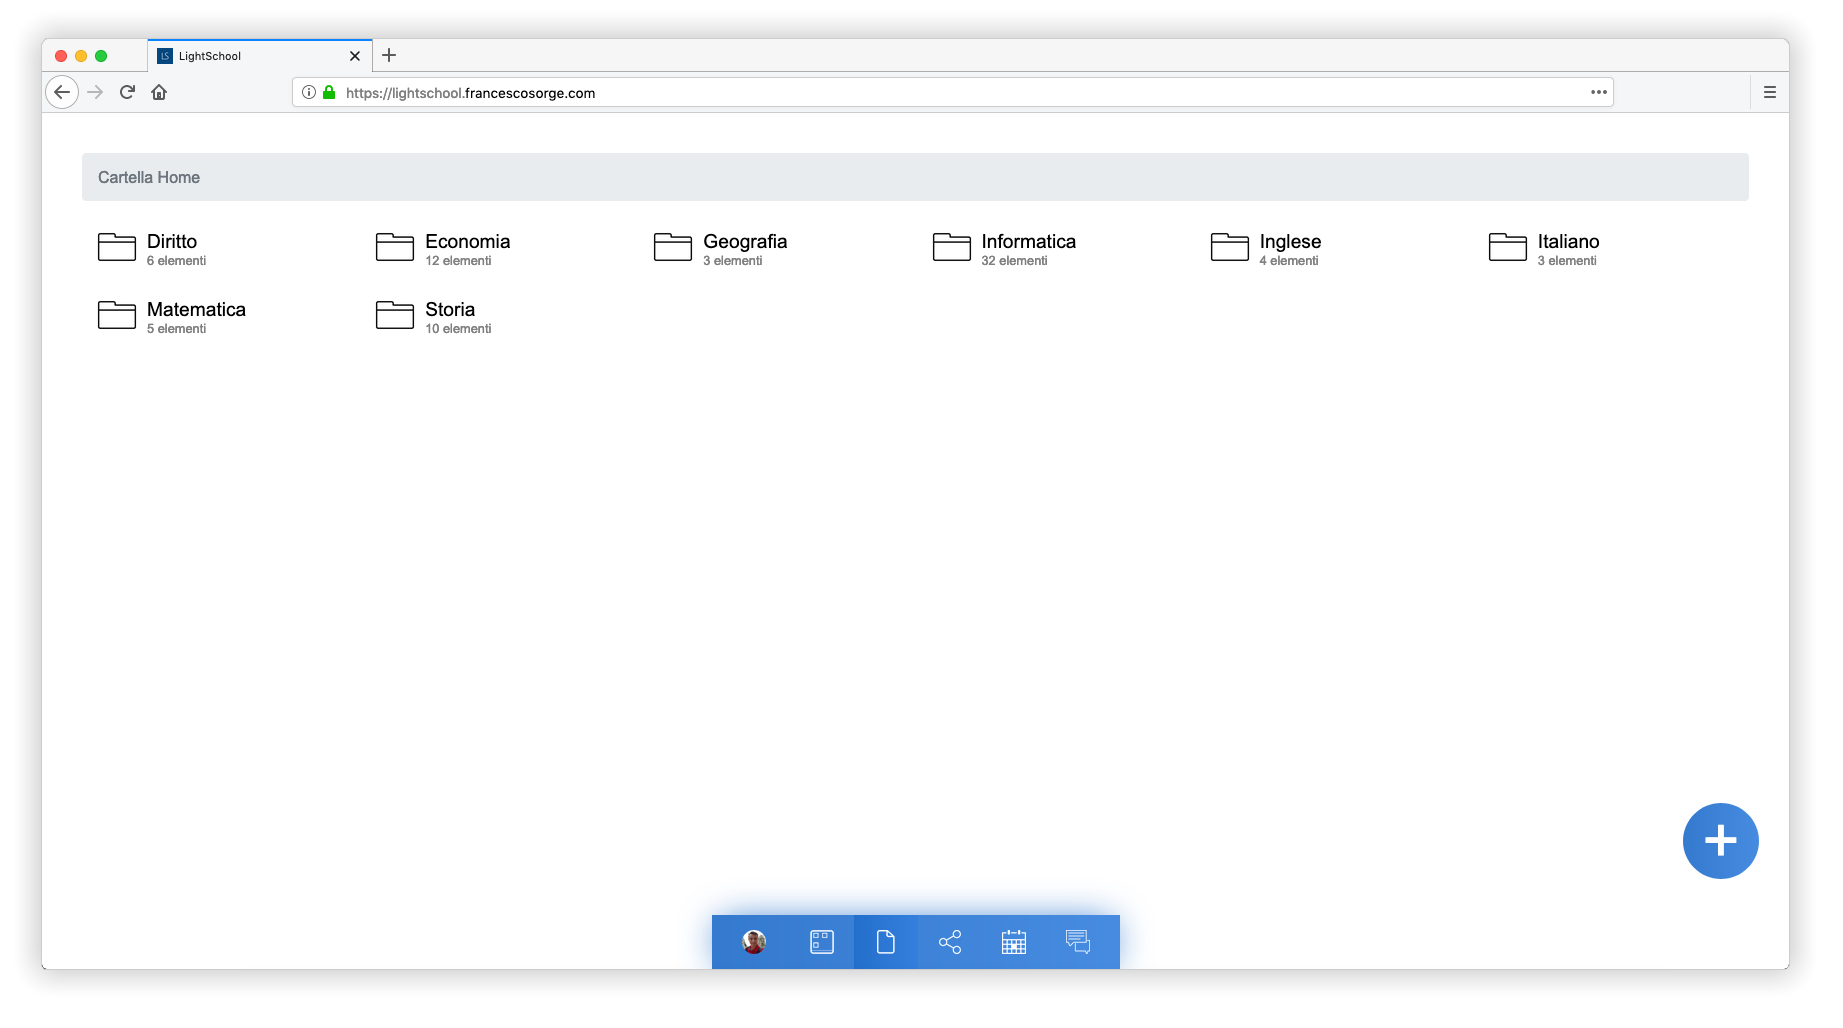 LS LightSchool
https://lightschool.francescosorge.com
Cartella Home
Diritto
6 elementi
Economia
12 elementi
Geografia
3 elementi
Informatica
32 elementi
Inglese
4 elementi
Italiano
3 elementi
Matematica
5 elementi
Storia
10 elementi